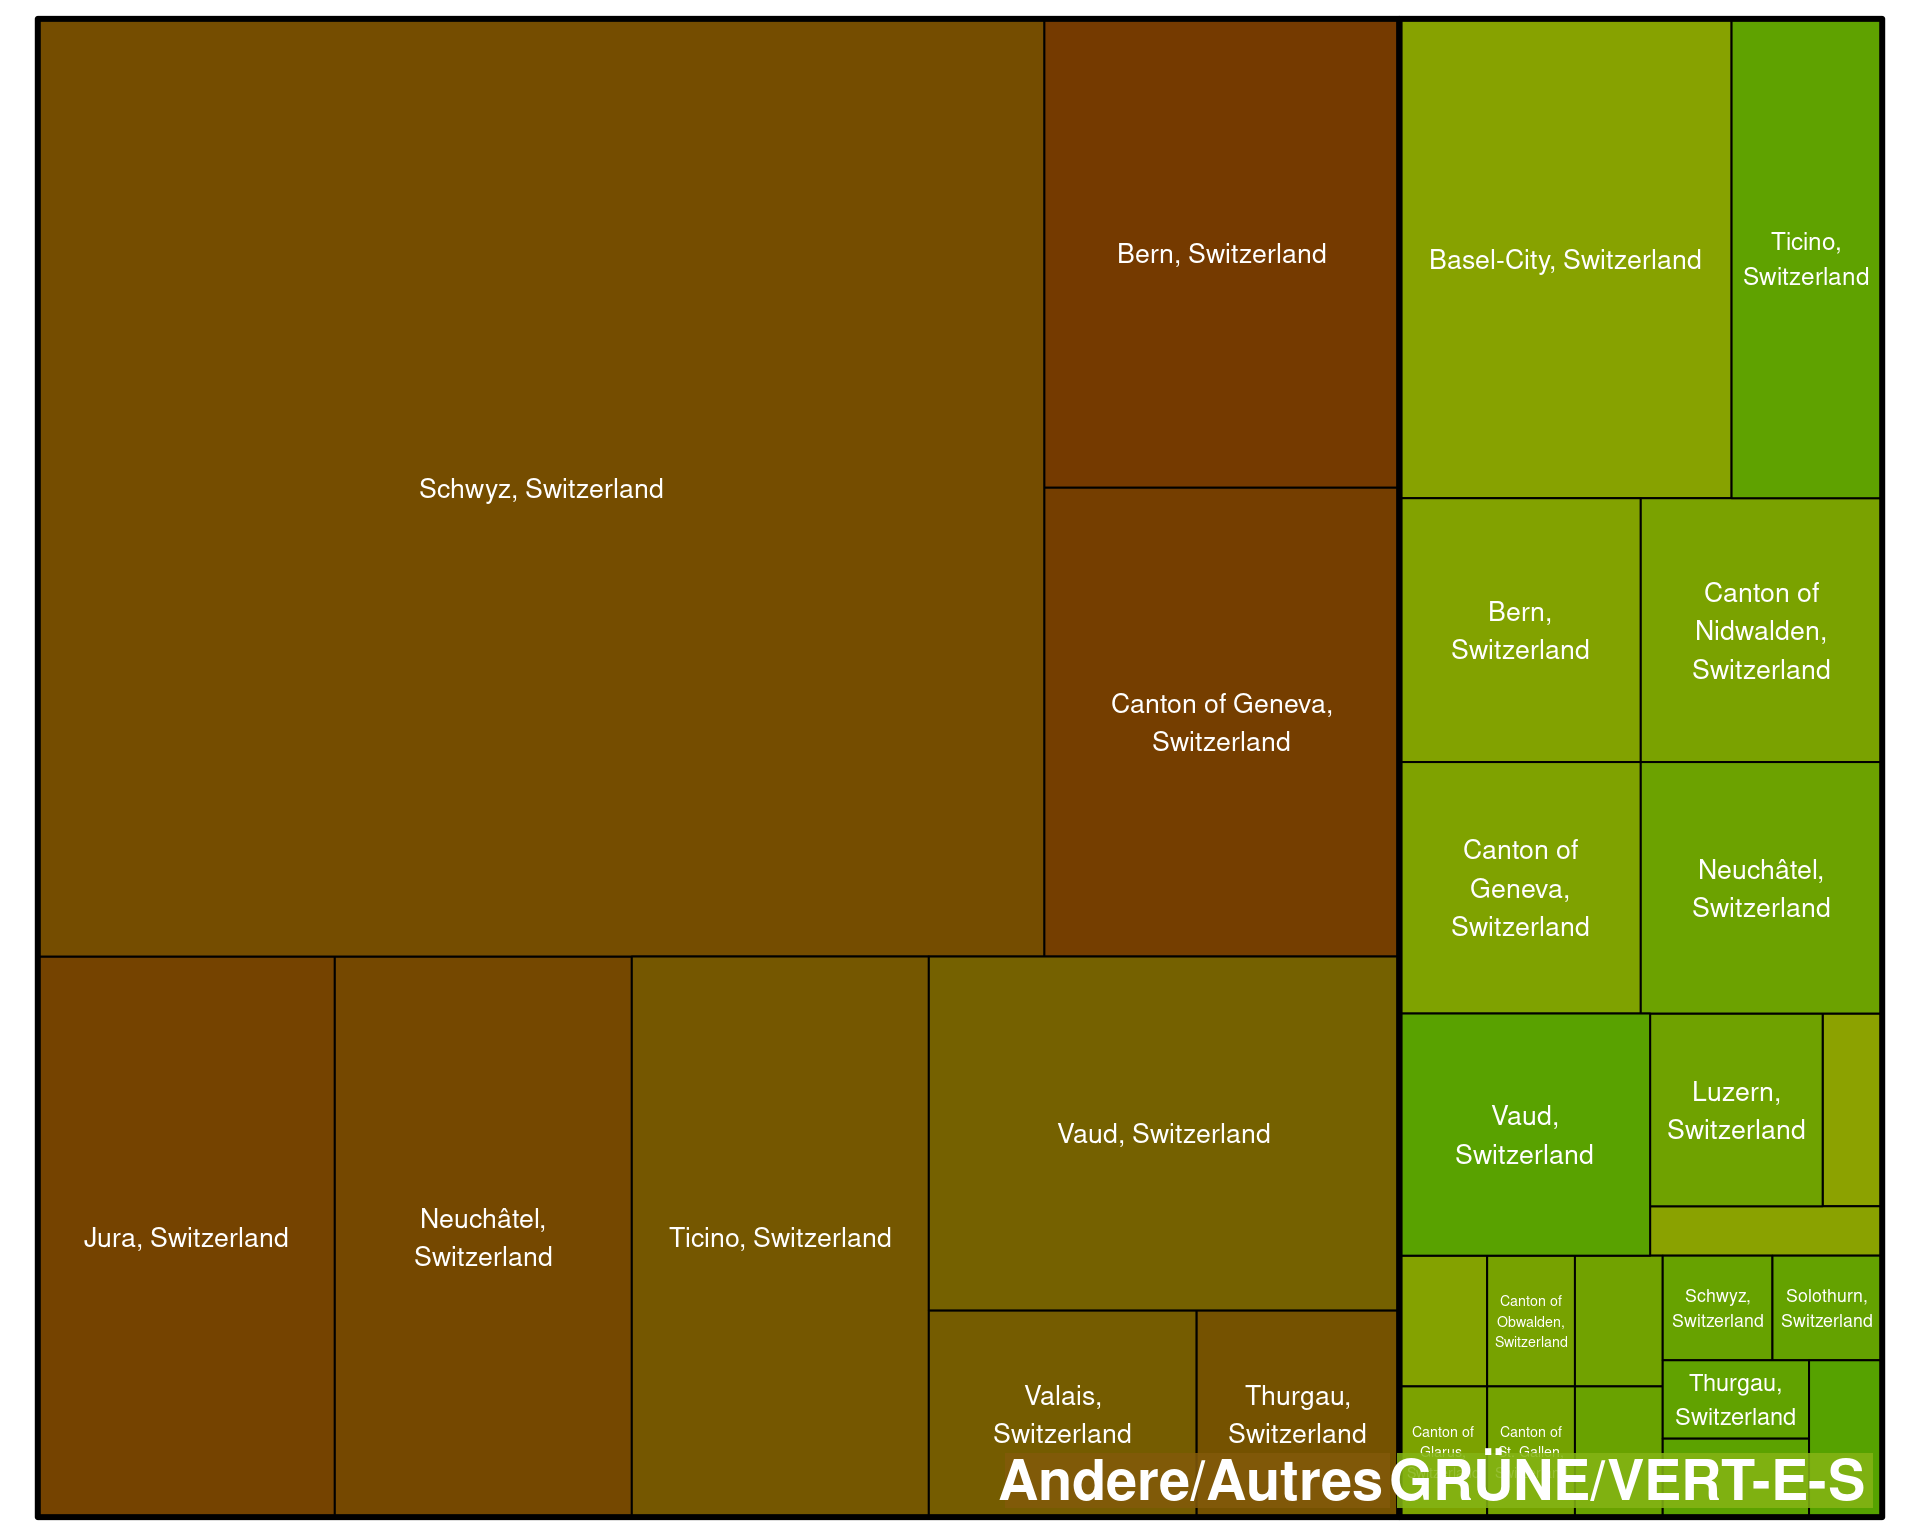 Schwyz, Switzerland
Bern, Switzerland
Canton of Geneva,
Switzerland
Jura, Switzerland
Neuchâtel,
Switzerland
Ticino, Switzerland
Vaud, Switzerland
Valais,
Switzerland
Thurgau,
Switzerland
Andere/Autres
Basel-City, Switzerland
Ticino,
Switzerland
Bern,
Switzerland
Canton of
Nidwalden,
Switzerland
Canton of
Geneva,
Switzerland
Neuchâtel,
Switzerland
Vaud,
Switzerland
Luzern,
Switzerland
Canton of
Obwalden,
Switzerland
Schwyz,
Switzerland
Solothurn,
Switzerland
Thurgau,
Switzerland
Canton of
Glarus,
Canton of
St. Gallen,
GRÜNE/VERT-E-S